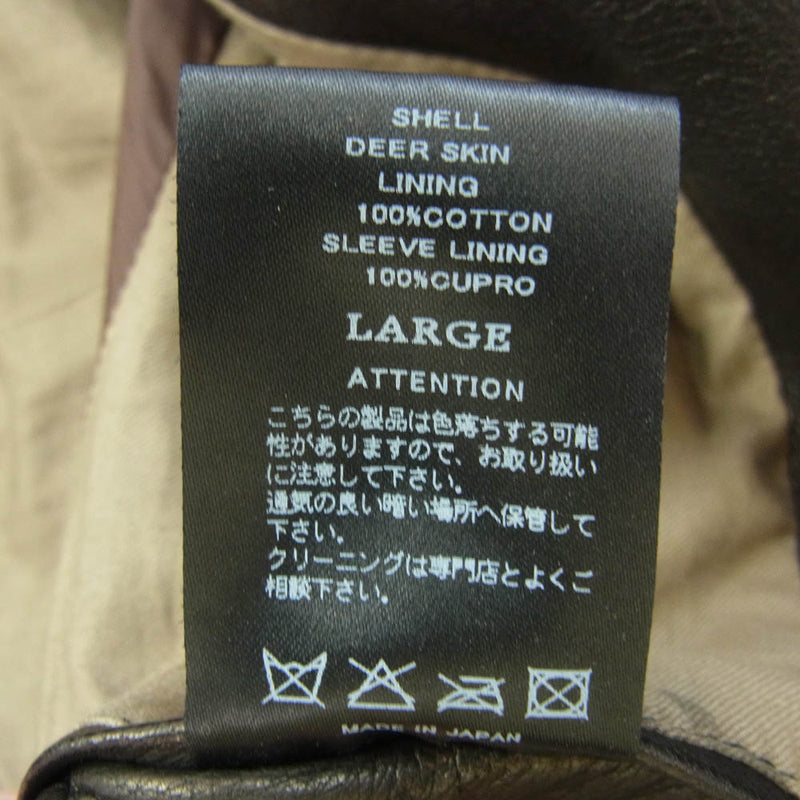 SHELL
DEER SKIN
LINING
100%COTTON
SLEEVE LINING
100%CUPRO
LARGE
ATTENTION
こちらの製品は色落ちする可能
性がありますので、お取り扱い
に注意して下さい。
通気の良い暗い場所へ保管して
下さい。
クリーニングは専門店とよくご
相談下さい。
MADE IN JAPAN